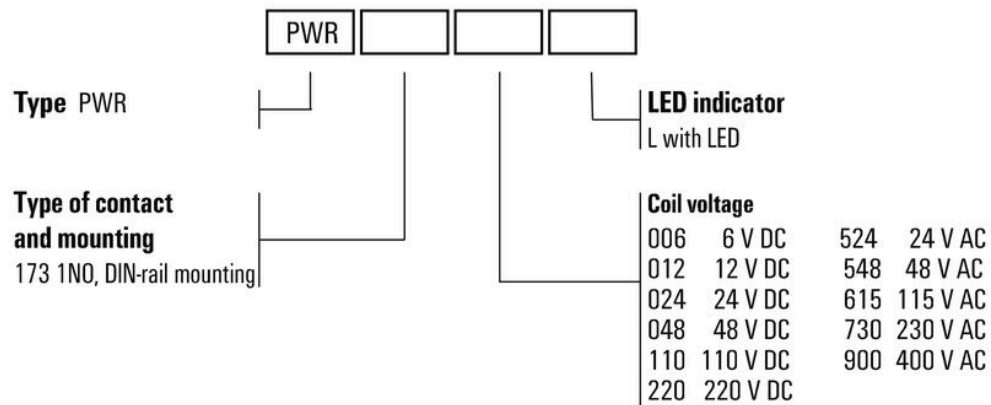 PWR
Type PWR
LED indicator
L with LED
Type of contact
and mounting
173 1NO, DIN-rail mounting
Coil voltage
006 6 V DC 524 24 V AC
012 12 V DC 548 48 V AC
024 24 V DC 615 115 V AC
048 48 V DC 730 230 V AC
110 110 V DC 900 400 V AC
220 220 V DC